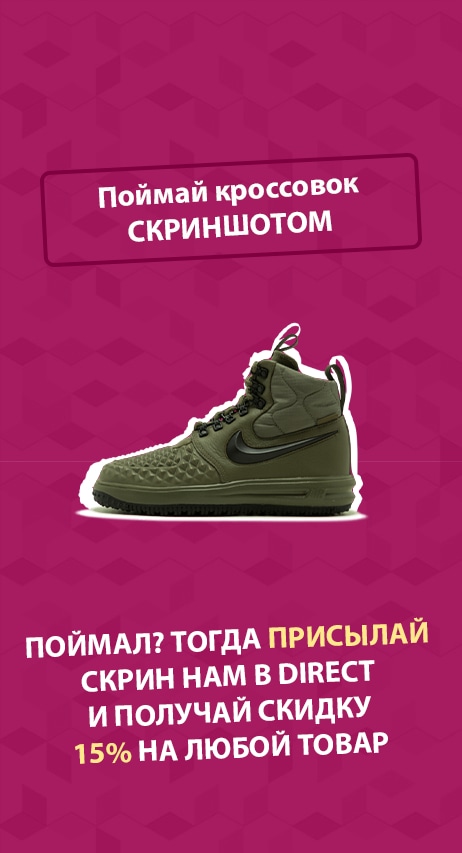 Поймай кроссовок
СКРИНШОТОМ
ПОЙМАЛ? ТОГДА ПРИСЫЛАЙ
СКРИН НАМ В DIRECT
И ПОЛУЧАЙ СКИДКУ
15% НА ЛЮБОЙ ТОВАР